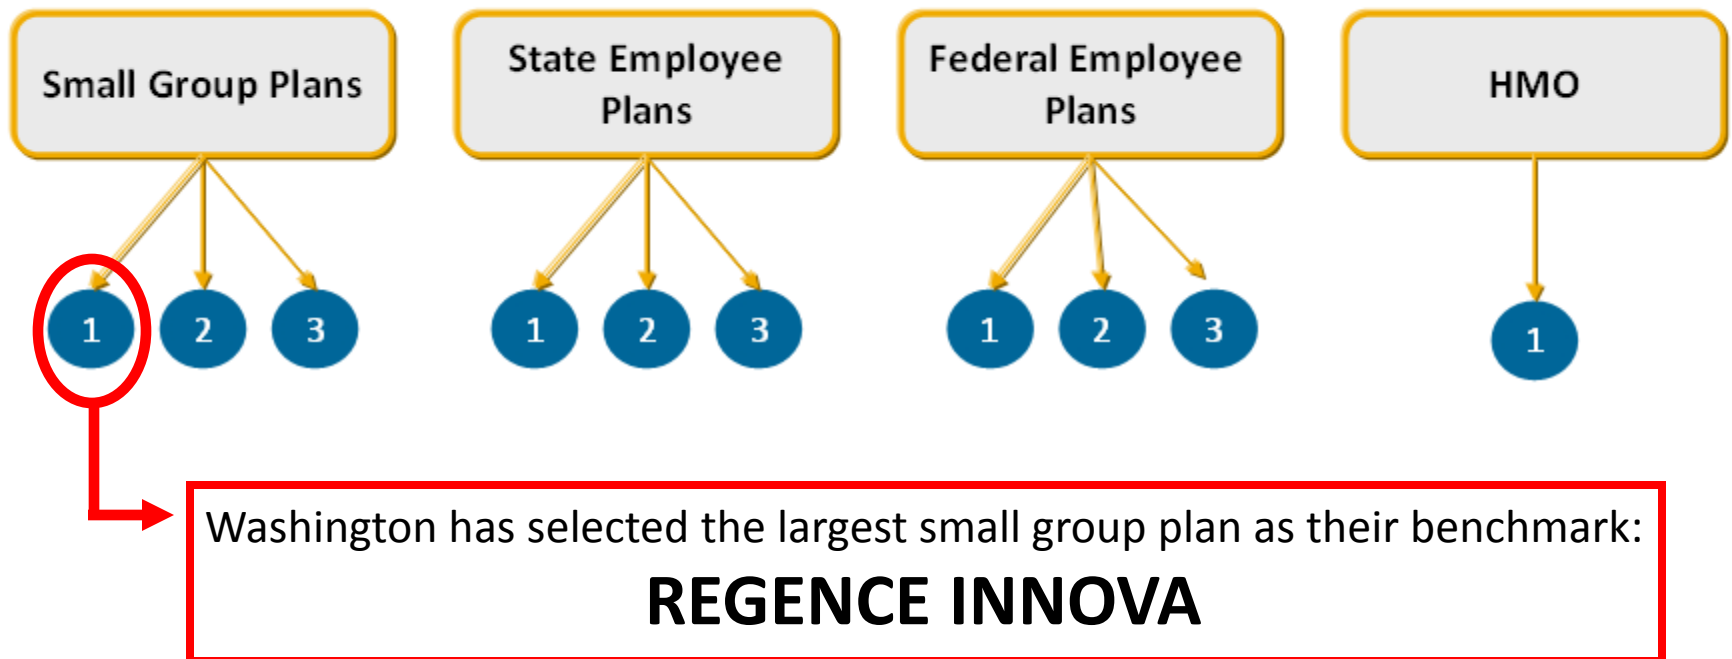 Small Group Plans
State Employee
Plans
Federal Employee
Plans
HMO
1
2
3
1
2
3
1
2
3
1
Washington has selected the largest small group plan as their benchmark:
REGENCE INNOVA